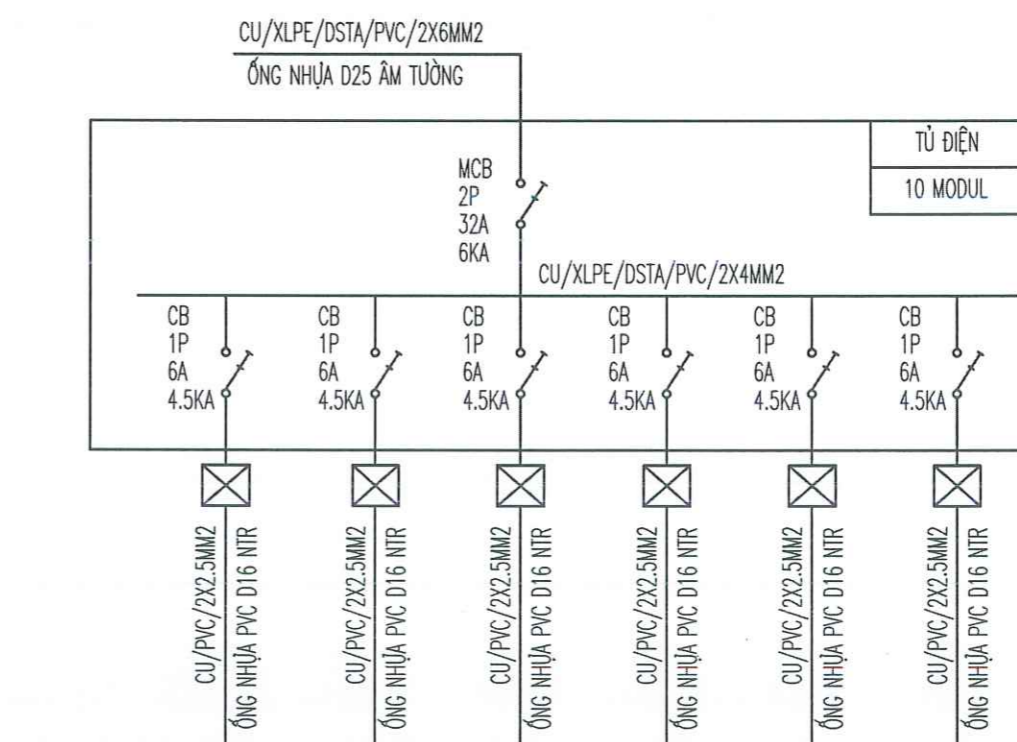 CU/XLPE/DSTA/PVC/2X6MM2
ỐNG NHỰA D25 ÂM TƯỜNG
TỦ ĐIỆN
10 MODUL
MCB
2P
32A
6KA
CU/XLPE/DSTA/PVC/2X4MM2
CB
1P
6A
4.5KA
CB
1P
6A
4.5KA
CB
1P
6A
4.5KA
CB
1P
6A
4.5KA
CB
1P
6A
4.5KA
CB
1P
6A
4.5KA
CU/PVC/2X2.5MM2
ỐNG NHỰA PVC D16 NTR
CU/PVC/2X2.5MM2
ỐNG NHỰA PVC D16 NTR
CU/PVC/2X2.5MM2
ỐNG NHỰA PVC D16 NTR
CU/PVC/2X2.5MM2
ỐNG NHỰA PVC D16 NTR
CU/PVC/2X2.5MM2
ỐNG NHỰA PVC D16 NTR
CU/PVC/2X2.5MM2
ỐNG NHỰA PVC D16 NTR